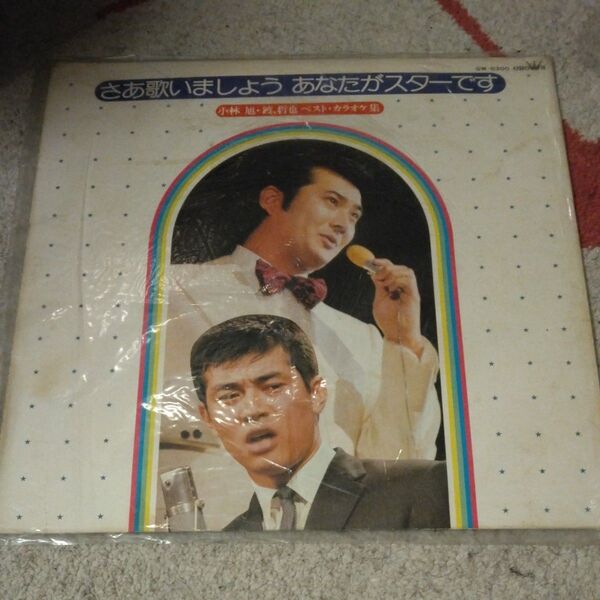 さあ歌いましょう あなたがスターです
小林 旭・渡 哲也 ベスト・カラオケ集